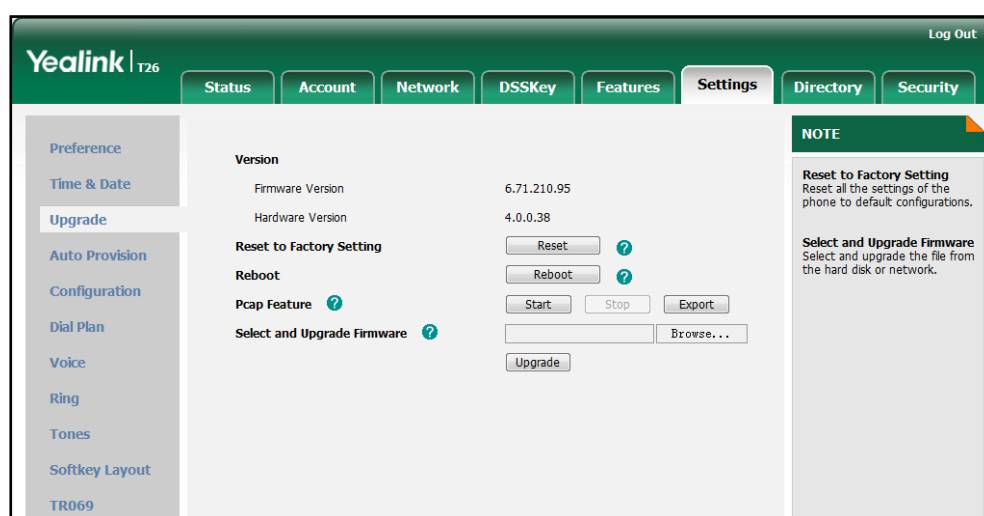 Log Out
Yealink | T26
Status Account Network DSSKey Features Settings Directory Security
Preference
Time & Date
Upgrade
Auto Provision
Configuration
Dial Plan
Voice
Ring
Tones
Softkey Layout
TR069
Version
Firmware Version 6.71.210.95
Hardware Version 4.0.0.38
Reset to Factory Setting Reset ?
Reboot Reboot ?
Pcap Feature ? Start Stop Export
Select and Upgrade Firmware ? Browse...
Upgrade
NOTE
Reset to Factory Setting
Reset all the settings of the
phone to default configurations.
Select and Upgrade Firmware
Select and upgrade the file from
the hard disk or network.